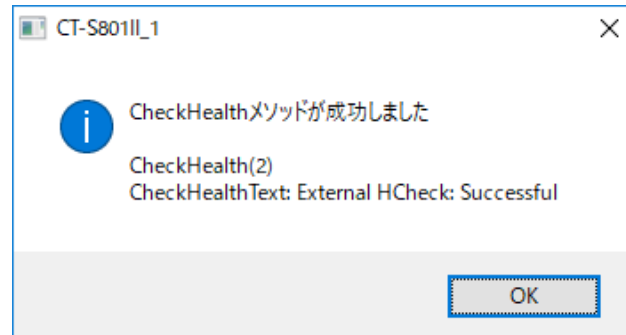 CT-S801II_1
CheckHealthメソッドが成功しました
CheckHealth(2)
CheckHealthText: External HCheck: Successful
OK